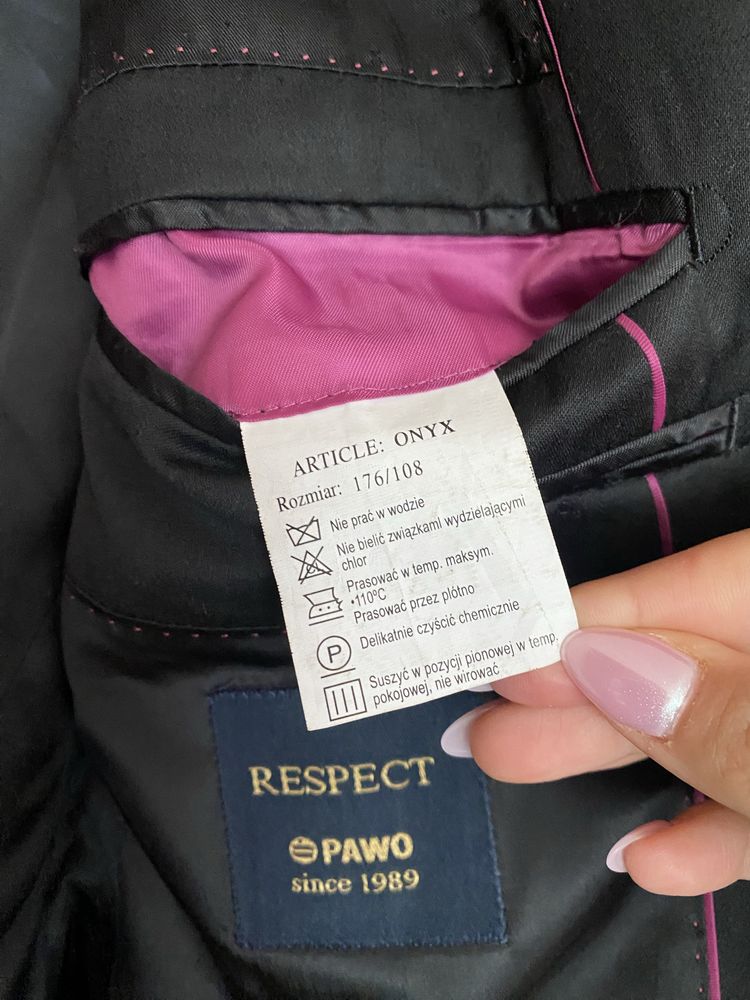 ARTICLE: ONYX
Rozmiar: 176/108
Nie prać w wodzie
Nie bielić związkami wydzielającymi
chlor
Prasować w temp. maksym.
•110°C
Prasować przez płótno
P
Delikatnie czyścić chemicznie
Suszyć w pozycji pionowej w temp.
pokojowej, nie wirować
RESPECT
PAWO
since 1989